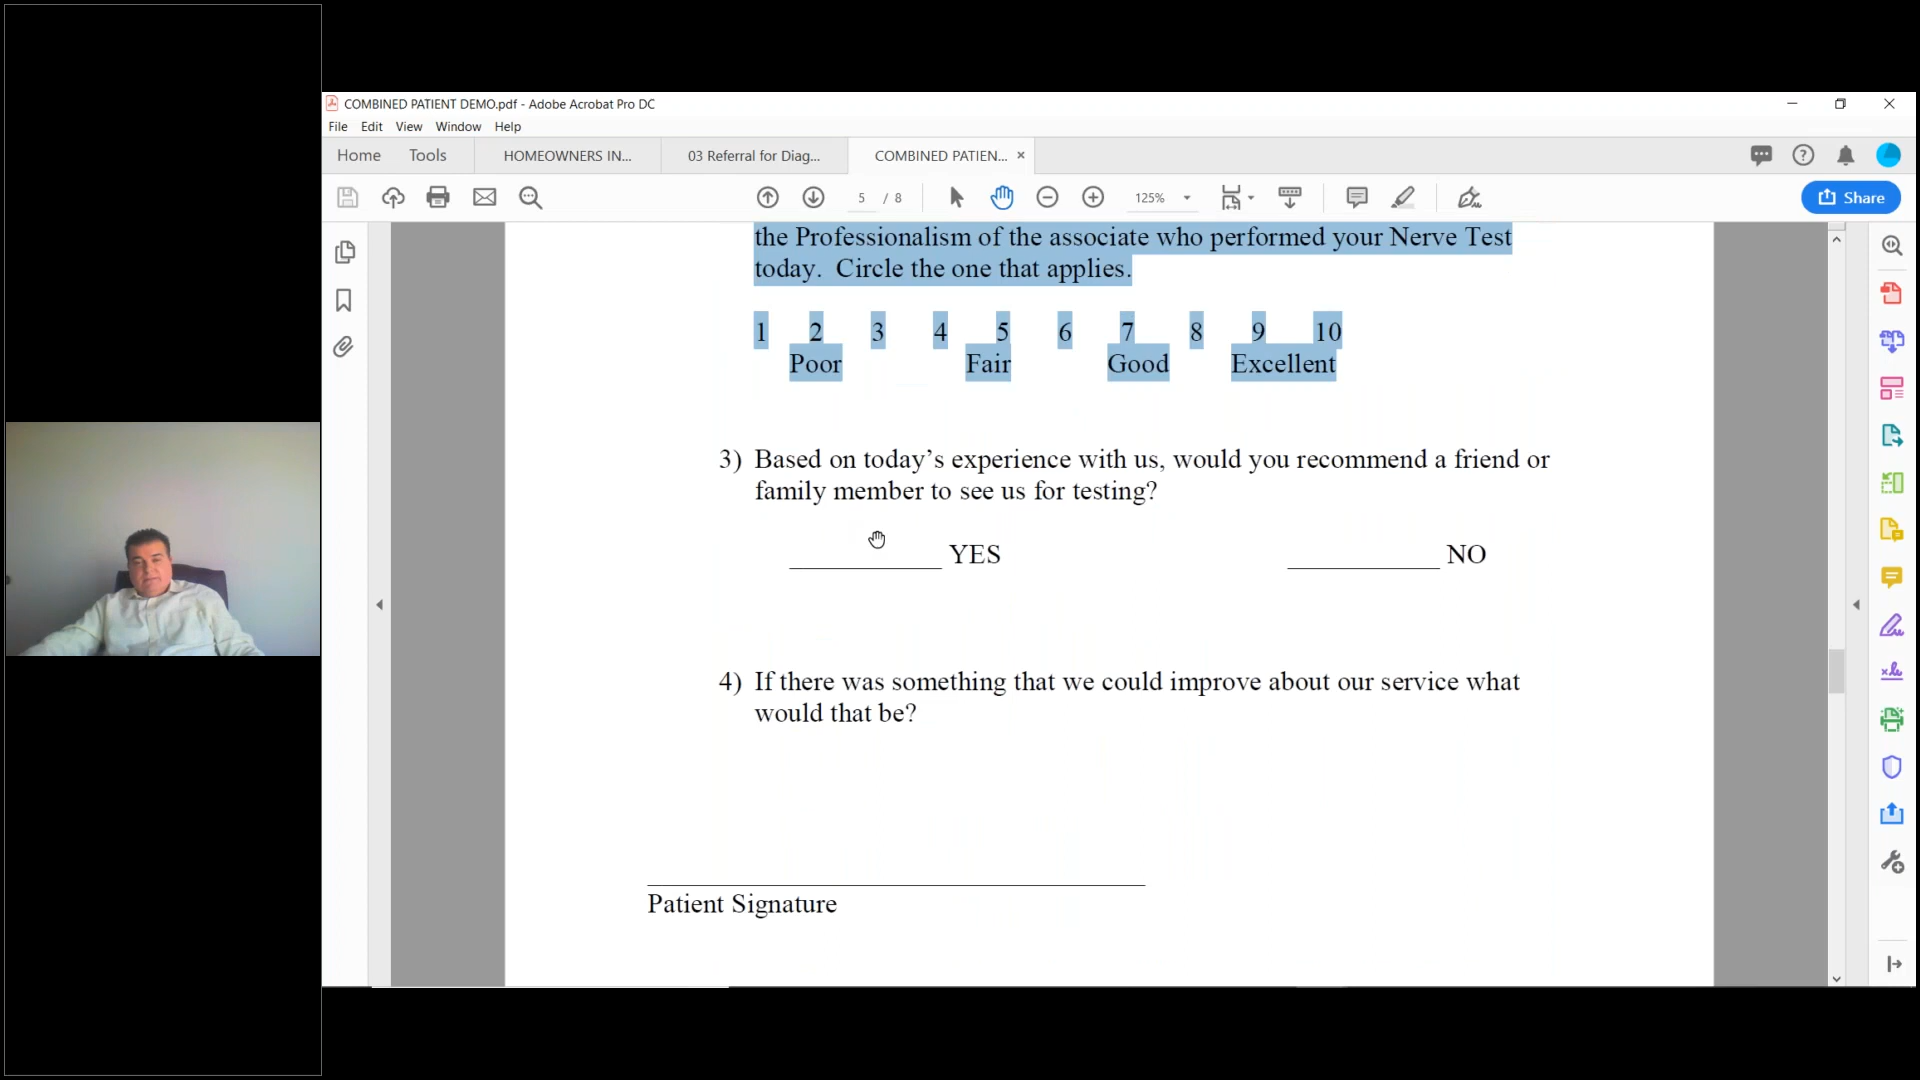 COMBINED PATIENT DEMO.pdf - Adobe Acrobat Pro DC
File Edit View Window Help
Home Tools HOMEOWNERS IN... 03 Referral for Diag... COMBINED PATIEN... ×
5 / 8 125% Share
the Professionalism of the associate who performed your Nerve Test
today. Circle the one that applies.
1 2 3 4 5 6 7 8 9 10
Poor Fair Good Excellent
3) Based on today’s experience with us, would you recommend a friend or
family member to see us for testing?
___________ YES ___________ NO
4) If there was something that we could improve about our service what
would that be?
Patient Signature